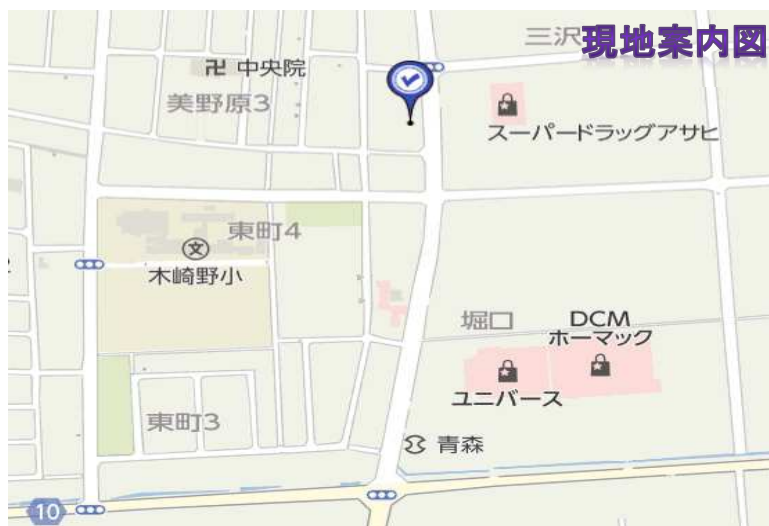 三沢
現地案内図
卍 中央院
美野原3
スーパードラッグアサヒ
東町4
文
木崎野小
堀口
DCM
ホーマック
ユニバース
東町3
青森
10